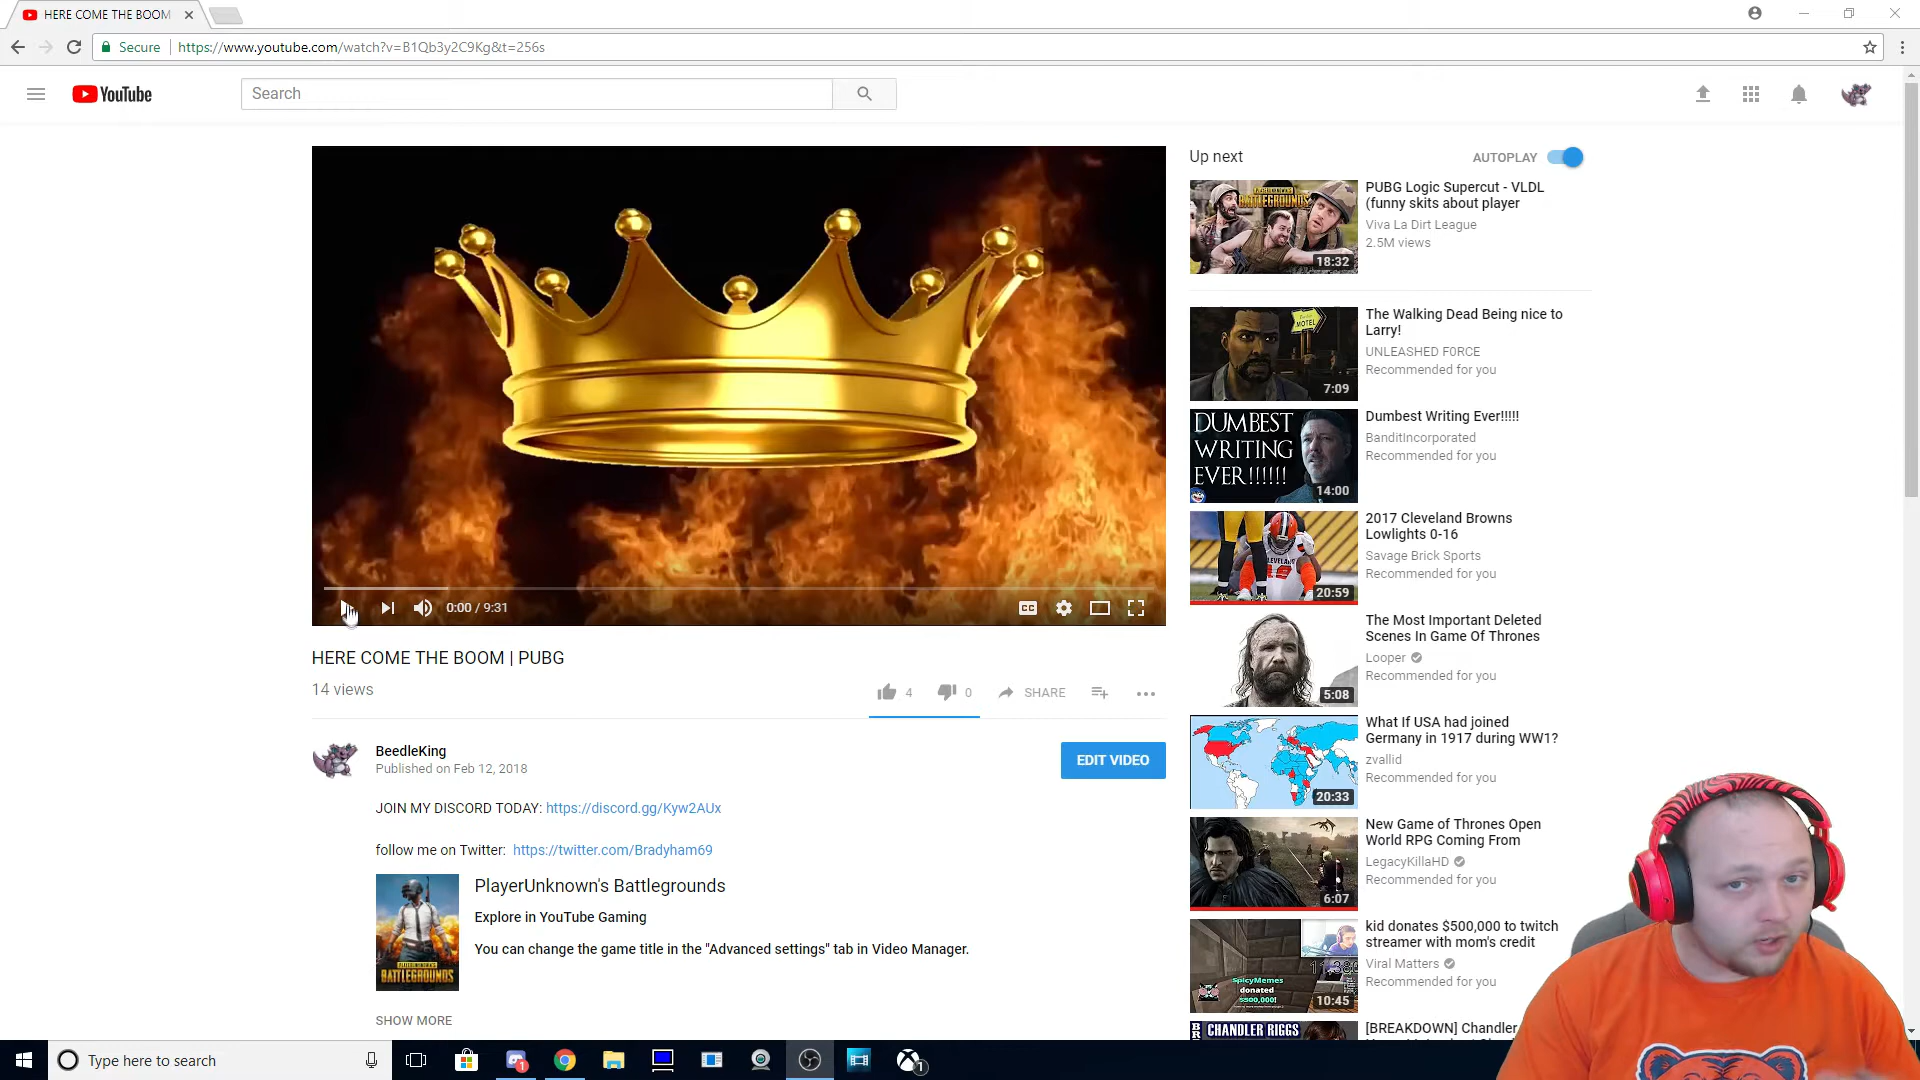 HERE COME THE BOOM
Secure
https://www.youtube.com/watch?v=B1Qb3y2C9Kg&t=256s
YouTube
Search
0:00 / 9:31
CC
HERE COME THE BOOM | PUBG
14 views
4
0
SHARE
BeedleKing
Published on Feb 12, 2018
EDIT VIDEO
JOIN MY DISCORD TODAY: https://discord.gg/Kyw2AUx
follow me on Twitter: https://twitter.com/Bradyham69
PlayerUnknown's Battlegrounds
Explore in YouTube Gaming
You can change the game title in the "Advanced settings" tab in Video Manager.
BATTLEGROUNDS
SHOW MORE
Up next
AUTOPLAY
BATTLEGROUNDS
18:32
PUBG Logic Supercut - VLDL
(funny skits about player
Viva La Dirt League
2.5M views
MOTEL
7:09
The Walking Dead Being nice to
Larry!
UNLEASHED F0RCE
Recommended for you
DUMBEST
WRITING
EVER!!!!!!
14:00
Dumbest Writing Ever!!!!!
BanditIncorporated
Recommended for you
20:59
2017 Cleveland Browns
Lowlights 0-16
Savage Brick Sports
Recommended for you
5:08
The Most Important Deleted
Scenes In Game Of Thrones
Looper
Recommended for you
20:33
What If USA had joined
Germany in 1917 during WW1?
zvallid
Recommended for you
6:07
New Game of Thrones Open
World RPG Coming From
LegacyKillaHD
Recommended for you
SpicyMemes
donated
$500,000!
10:45
kid donates $500,000 to twitch
streamer with mom's credit
Viral Matters
Recommended for you
CHANDLER RIGGS
[BREAKDOWN] Chandler
Type here to search
1
1